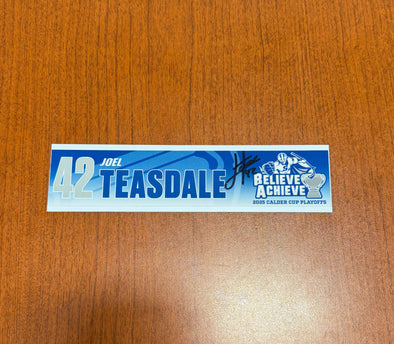 42
JOEL
TEASDALE
BELIEVE
ACHIEVE
2025 CALDER CUP PLAYOFFS